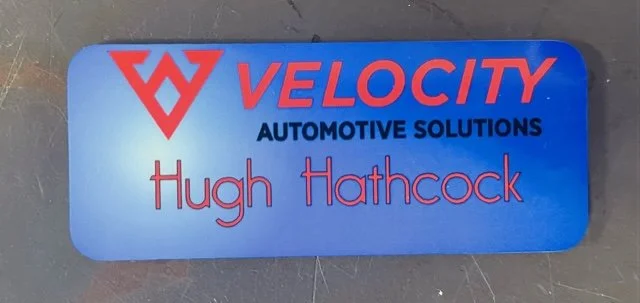 VELOCITY
AUTOMOTIVE SOLUTIONS
Hugh Hathcock